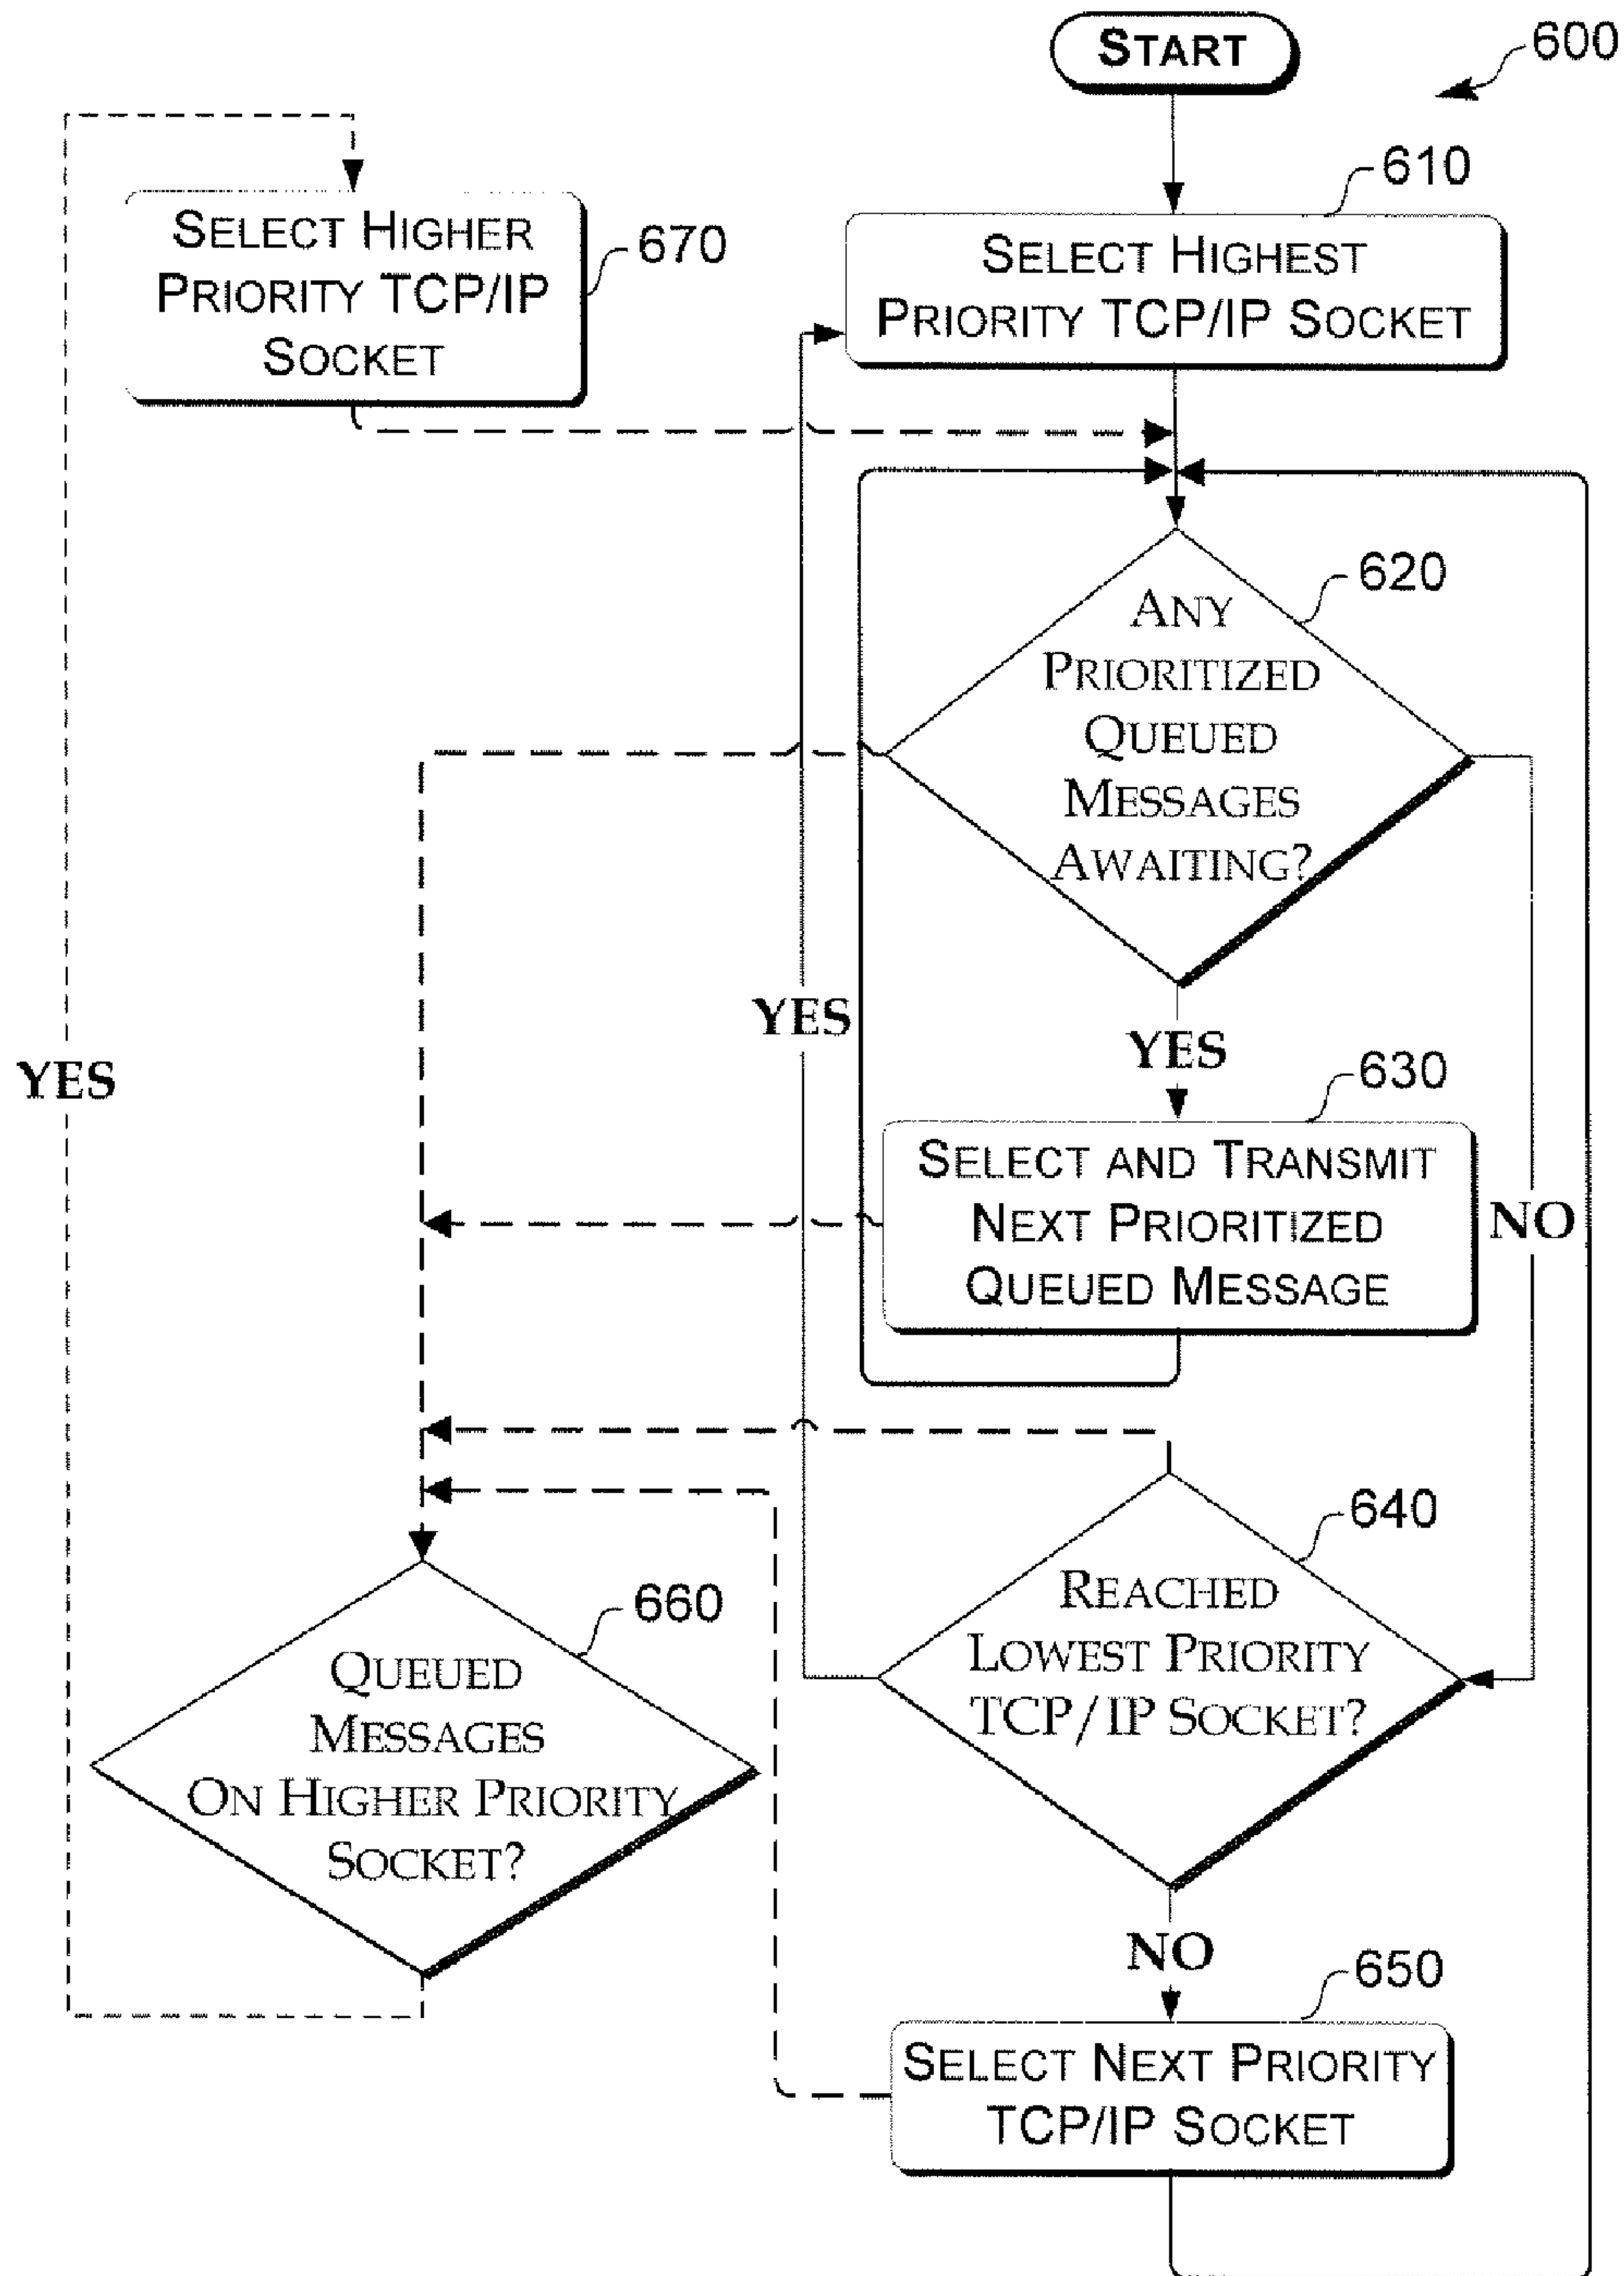 START
600
610
SELECT HIGHEST
PRIORITY TCP/IP SOCKET
SELECT HIGHER
PRIORITY TCP/IP
SOCKET
670
620
ANY
PRIORITIZED
QUEUED
MESSAGES
AWAITING?
YES
YES
YES
630
SELECT AND TRANSMIT
NEXT PRIORITIZED
QUEUED MESSAGE
NO
640
REACHED
LOWEST PRIORITY
TCP/IP SOCKET?
660
QUEUED
MESSAGES
ON HIGHER PRIORITY
SOCKET?
NO
650
SELECT NEXT PRIORITY
TCP/IP SOCKET